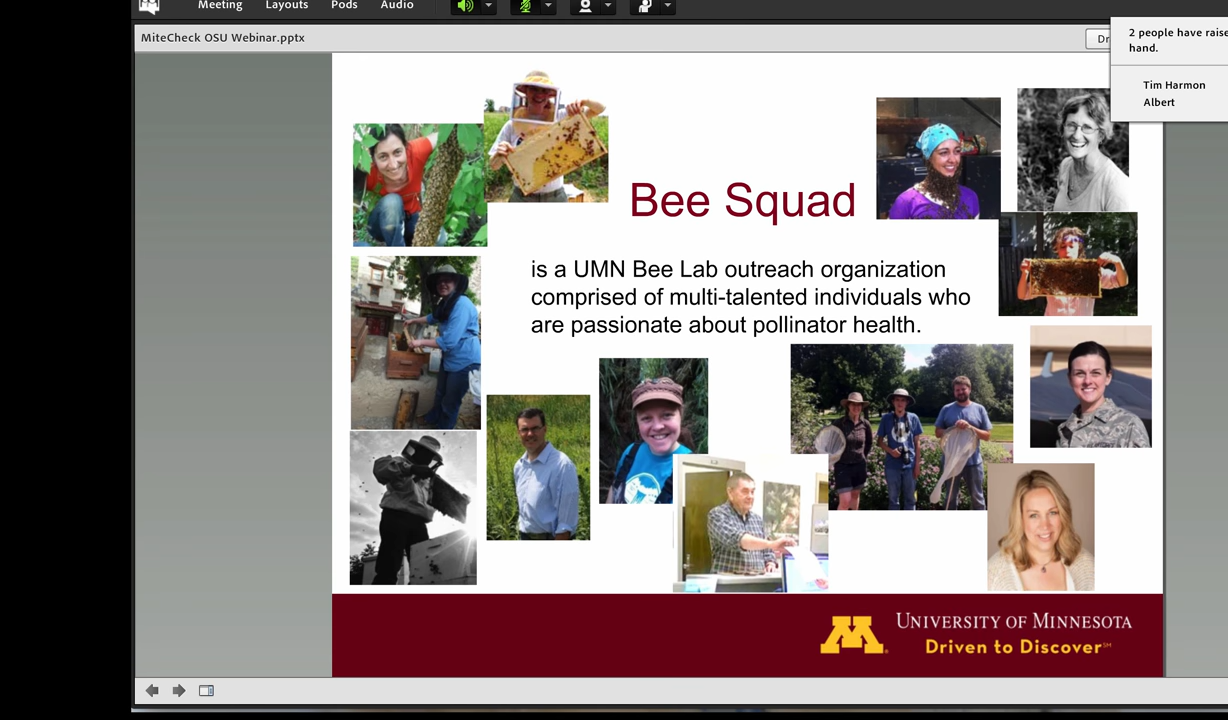 Meeting Layouts Pods Audio
MiteCheck OSU Webinar.pptx
2 people have raise
hand.
Tim Harmon
Albert
Bee Squad
is a UMN Bee Lab outreach organization
comprised of multi-talented individuals who
are passionate about pollinator health.
M
UNIVERSITY OF MINNESOTA
Driven to Discover℠